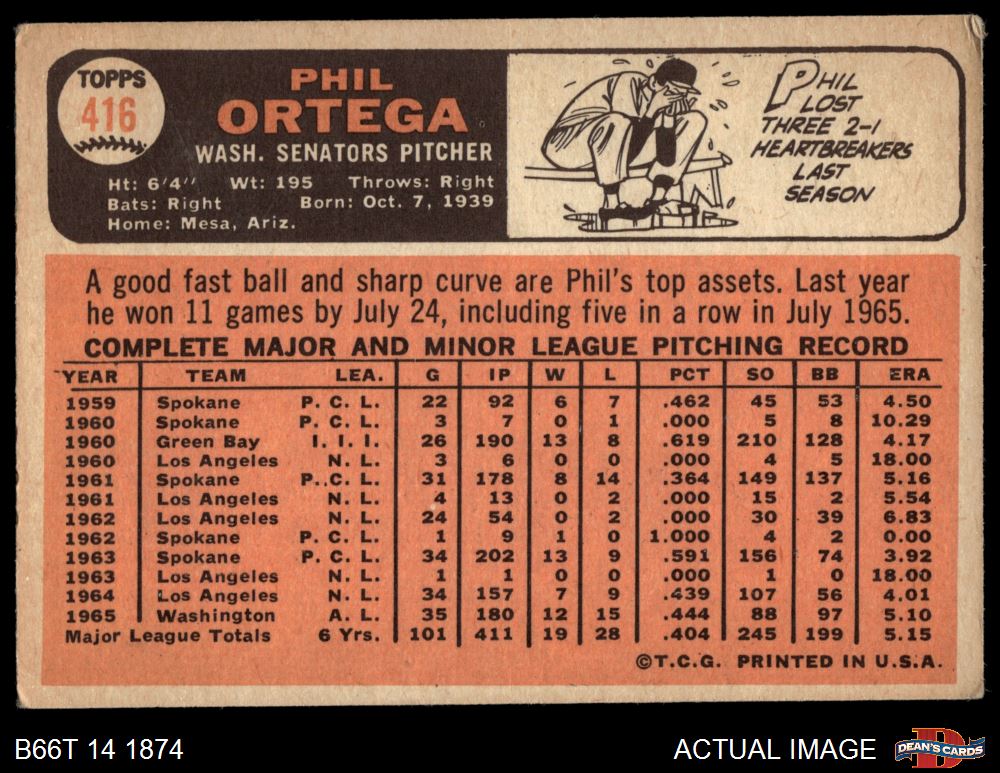 TOPPS
416
PHIL
ORTEGA
WASH. SENATORS PITCHER
Ht: 6'4" Wt: 195 Throws: Right
Bats: Right Born: Oct. 7, 1939
Home: Mesa, Ariz.
PHIL
LOST
THREE 2-1
HEARTBREAKERS
LAST
SEASON
A good fast ball and sharp curve are Phil's top assets. Last year
he won 11 games by July 24, including five in a row in July 1965.
COMPLETE MAJOR AND MINOR LEAGUE PITCHING RECORD
YEAR TEAM LEA. G IP W L PCT SO BB ERA
1959 Spokane P. C. L. 22 92 6 7 .462 45 53 4.50
1960 Spokane P. C. L. 3 7 0 1 .000 5 8 10.29
1960 Green Bay I. I. I. 26 190 13 8 .619 210 128 4.17
1960 Los Angeles N. L. 3 6 0 0 .000 4 5 18.00
1961 Spokane P. C. L. 31 178 8 14 .364 149 137 5.16
1961 Los Angeles N. L. 4 13 0 2 .000 15 2 5.54
1962 Los Angeles N. L. 24 54 0 2 .000 30 39 6.83
1962 Spokane P. C. L. 1 9 1 0 1.000 4 2 0.00
1963 Spokane P. C. L. 34 202 13 9 .591 156 74 3.92
1963 Los Angeles N. L. 1 1 0 0 .000 1 0 18.00
1964 Los Angeles N. L. 34 157 7 9 .439 107 56 4.01
1965 Washington A. L. 35 180 12 15 .444 88 97 5.10
Major League Totals 6 Yrs. 101 411 19 28 .404 245 199 5.15
©T.C.G. PRINTED IN U.S.A.
B66T 14 1874
ACTUAL IMAGE
D
DEAN'S CARDS